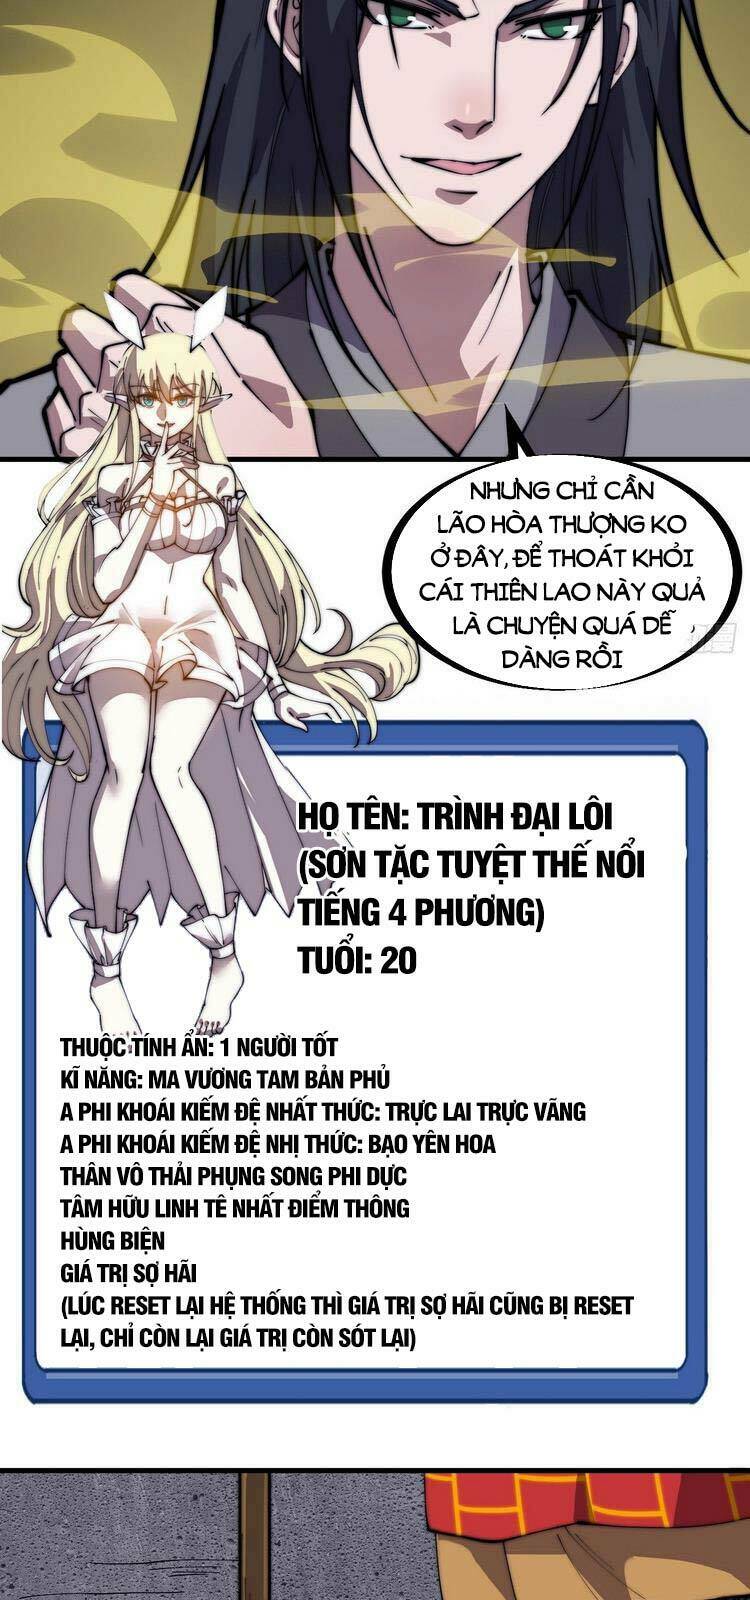 NHƯNG CHỈ CẦN
LÃO HÒA THƯỢNG KO
Ở ĐÂY, ĐỂ THOÁT KHỎI
CÁI THIÊN LAO NÀY QUẢ
LÀ CHUYỆN QUÁ DỄ
DÀNG RỒI
HỌ TÊN: TRÌNH ĐẠI LÔI
(SƠN TẶC TUYỆT THẾ NỔI
TIẾNG 4 PHƯƠNG)
TUỔI: 20
THUỘC TÍNH ẨN: 1 NGƯỜI TỐT
KĨ NĂNG: MA VƯƠNG TAM BẢN PHỦ
A PHI KHOÁI KIẾM ĐỆ NHẤT THỨC: TRỰC LAI TRỰC VÃNG
A PHI KHOÁI KIẾM ĐỆ NHỊ THỨC: BẠO YÊN HOA
THÂN VÔ THẢI PHỤNG SONG PHI DỰC
TÂM HỮU LINH TÊ NHẤT ĐIỂM THÔNG
HÙNG BIỆN
GIÁ TRỊ SỢ HÃI
(LÚC RESET LẠI HỆ THỐNG THÌ GIÁ TRỊ SỢ HÃI CŨNG BỊ RESET
LẠI, CHỈ CÒN LẠI GIÁ TRỊ CÒN SÓT LẠI)